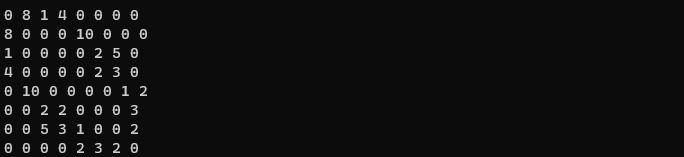 0 8 1 4 0 0 0 0
8 0 0 0 10 0 0 0
1 0 0 0 0 2 5 0
4 0 0 0 0 2 3 0
0 10 0 0 0 0 1 2
0 0 2 2 0 0 0 3
0 0 5 3 1 0 0 2
0 0 0 0 2 3 2 0